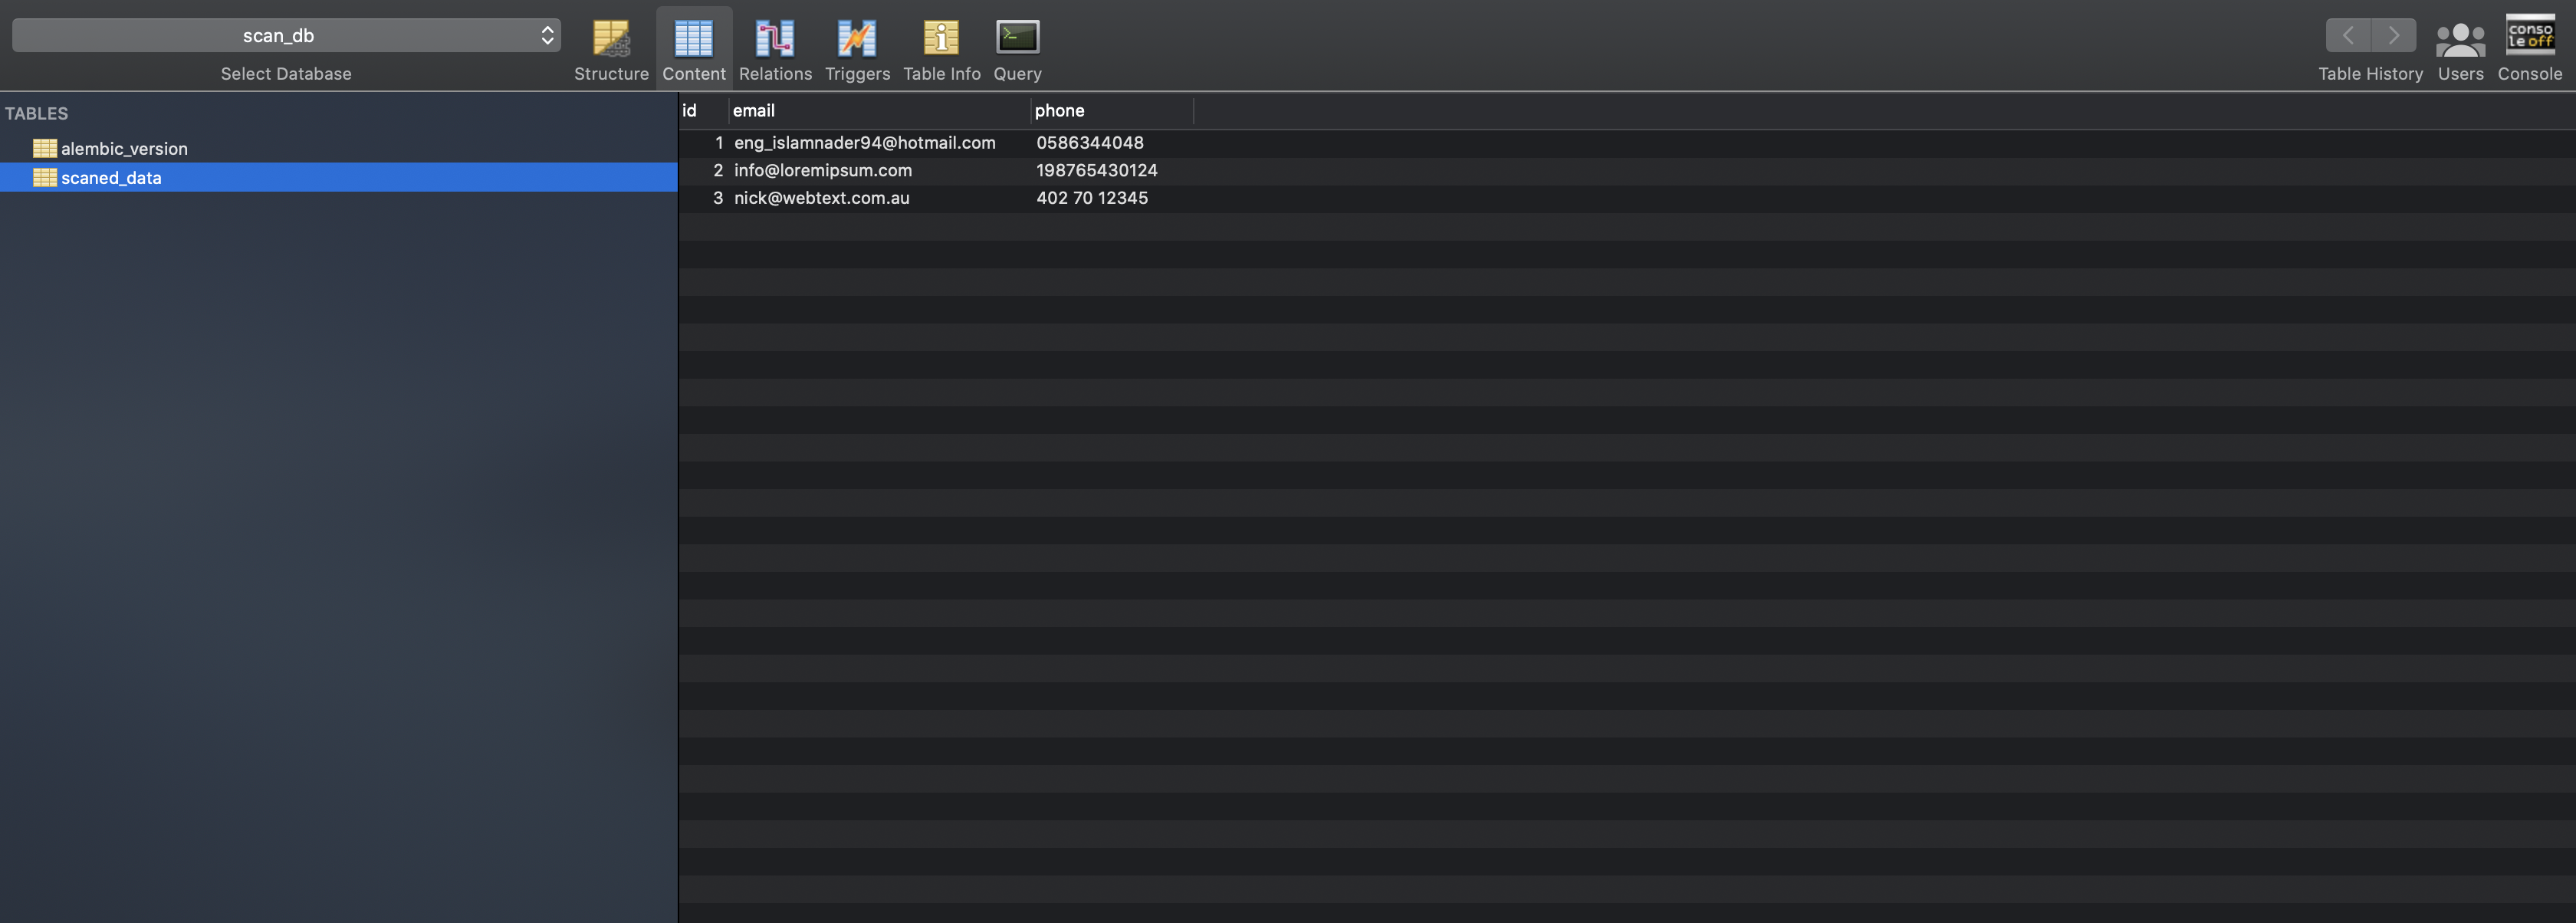 scan_db
Select Database
Structure Content Relations Triggers Table Info Query
Table History Users Console
conso
le off
TABLES
alembic_version
scaned_data
id email phone
1 eng_islamnader94@hotmail.com 0586344048
2 info@loremipsum.com 198765430124
3 nick@webtext.com.au 402 70 12345